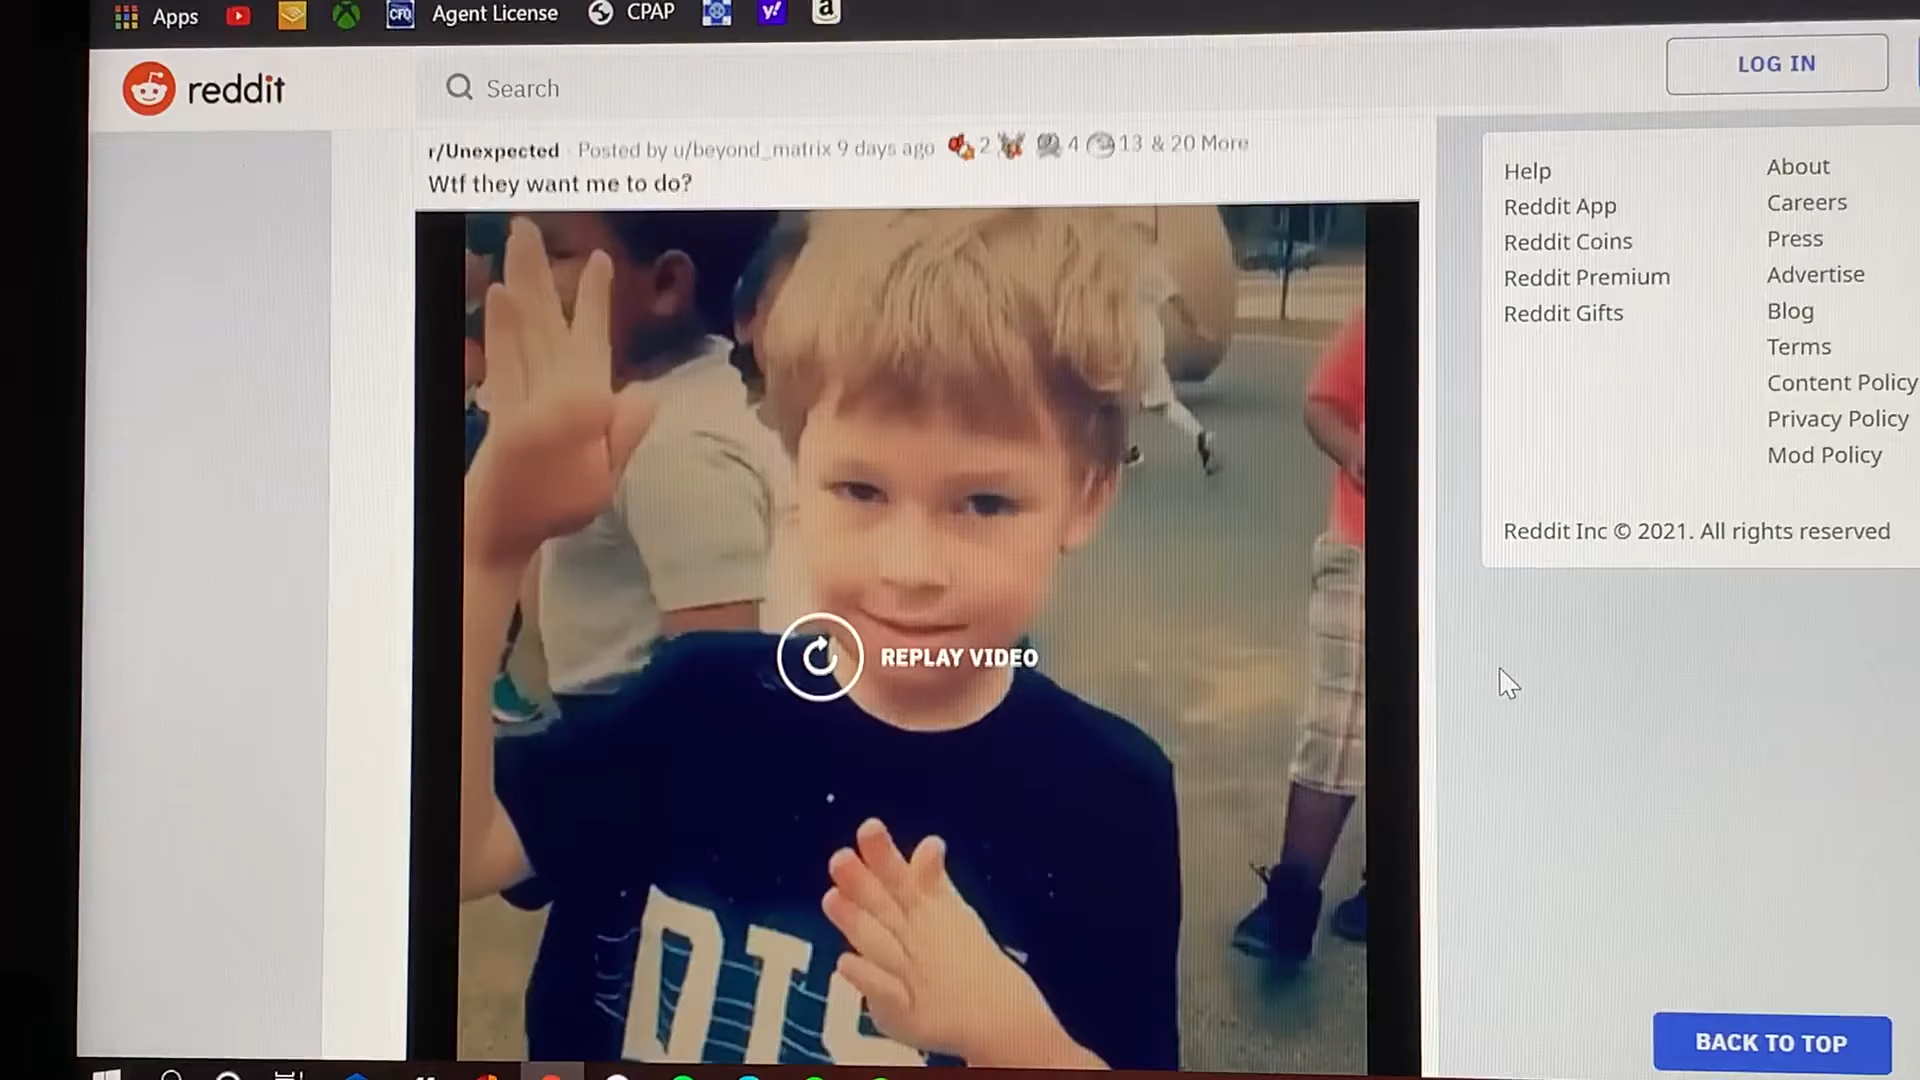 Apps
CFQ
Agent License
CPAP
y!
a
reddit
Search
LOG IN
r/Unexpected Posted by u/beyond_matrix 9 days ago 2 4 13 & 20 More
Wtf they want me to do?
REPLAY VIDEO
Help
Reddit App
Reddit Coins
Reddit Premium
Reddit Gifts
About
Careers
Press
Advertise
Blog
Terms
Content Policy
Privacy Policy
Mod Policy
Reddit Inc © 2021. All rights reserved
BACK TO TOP